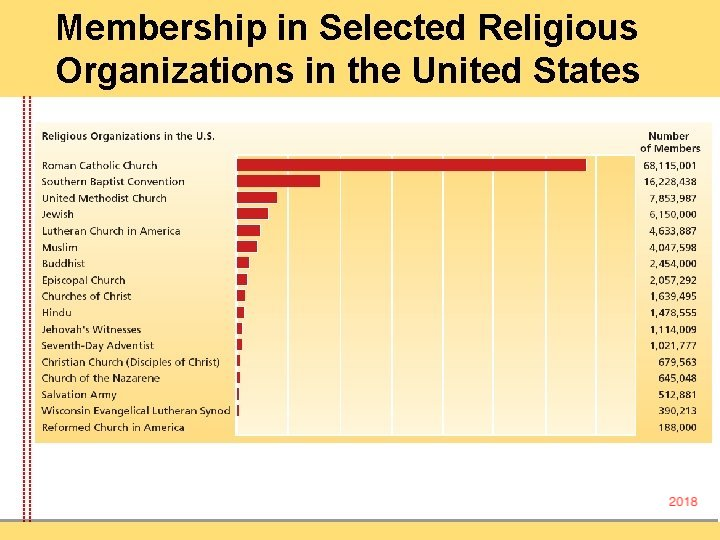 Membership in Selected Religious
Organizations in the United States
Religious Organizations in the U.S. Number
of Members
Roman Catholic Church 68,115,001
Southern Baptist Convention 16,228,438
United Methodist Church 7,853,987
Jewish 6,150,000
Lutheran Church in America 4,633,887
Muslim 4,047,598
Buddhist 2,454,000
Episcopal Church 2,057,292
Churches of Christ 1,639,495
Hindu 1,478,555
Jehovah's Witnesses 1,114,009
Seventh-Day Adventist 1,021,777
Christian Church (Disciples of Christ) 679,563
Church of the Nazarene 645,048
Salvation Army 512,881
Wisconsin Evangelical Lutheran Synod 390,213
Reformed Church in America 188,000
2018